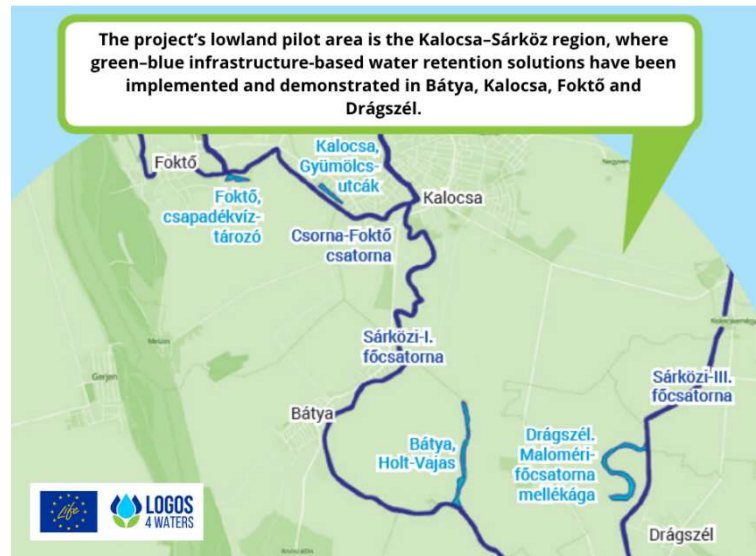 The project’s lowland pilot area is the Kalocsa–Sárköz region, where
green–blue infrastructure-based water retention solutions have been
implemented and demonstrated in Bátya, Kalocsa, Foktő and
Drágszél.
Foktő
Kalocsa,
Gyümölcs-
utcák
Kalocsa
Foktő,
csapadékvíz-
tározó
Csorna-Foktő
csatorna
Sárközi-I.
főcsatorna
Gerjen
Sárközi-III.
főcsatorna
Bátya
Bátya,
Holt-Vajas
Drágszél.
Maloméri-
főcsatorna
mellékága
Drágszél
Life
LOGOS
4 WATERS